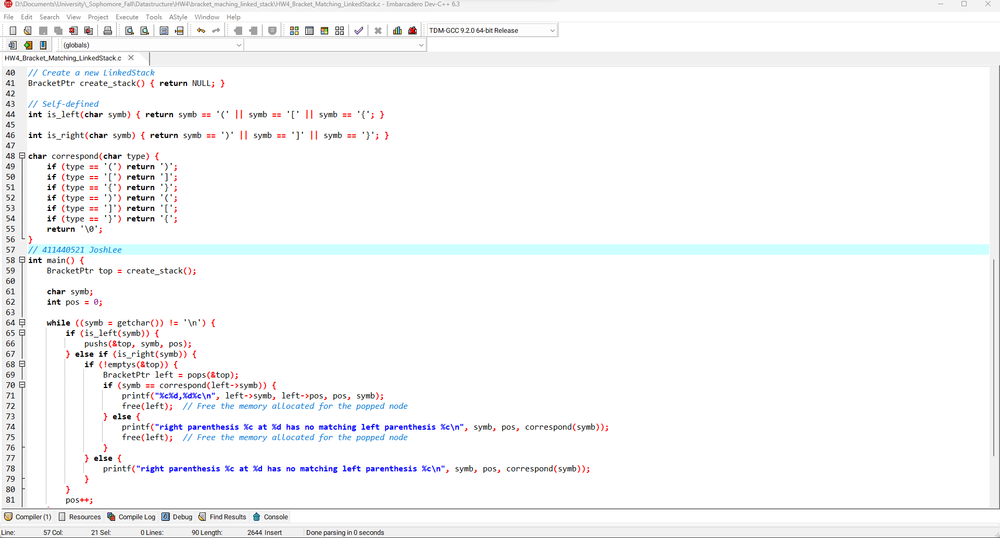 D:\Documents\University\_Sophomore_Fall\Datastructure\HW4\bracket_maching_linked_stack\HW4_Bracket_Matching_LinkedStack.c - Embarcadero Dev-C++ 6.3
File Edit Search View Project Execute Tools AStyle Window Help
TDM-GCC 9.2.0 64-bit Release
(globals)
HW4_Bracket_Matching_LinkedStack.c
40 // Create a new LinkedStack
41 BracketPtr create_stack() { return NULL; }
42
43 // Self-defined
44 int is_left(char symb) { return symb == '(' || symb == '[' || symb == '{'; }
45
46 int is_right(char symb) { return symb == ')' || symb == ']' || symb == '}'; }
47
48 char correspond(char type) {
49     if (type == '(') return ')';
50     if (type == '[') return ']';
51     if (type == '{') return '}';
52     if (type == ')') return '(';
53     if (type == ']') return '[';
54     if (type == '}') return '{';
55     return '\0';
56 }
57 // 411440521 JoshLee
58 int main() {
59     BracketPtr top = create_stack();
60
61     char symb;
62     int pos = 0;
63
64     while ((symb = getchar()) != '\n') {
65         if (is_left(symb)) {
66             pushs(&top, symb, pos);
67         } else if (is_right(symb)) {
68             if (!emptys(&top)) {
69                 BracketPtr left = pops(&top);
70                 if (symb == correspond(left->symb)) {
71                     printf("%c%d,%d%c\n", left->symb, left->pos, pos, symb);
72                     free(left);  // Free the memory allocated for the popped node
73                 } else {
74                     printf("right parenthesis %c at %d has no matching left parenthesis %c\n", symb, pos, correspond(symb));
75                     free(left);  // Free the memory allocated for the popped node
76                 }
77             } else {
78                 printf("right parenthesis %c at %d has no matching left parenthesis %c\n", symb, pos, correspond(symb));
79             }
80         }
81         pos++;
Compiler (1) Resources Compile Log Debug Find Results Console
Line: 57 Col: 21 Sel: 0 Lines: 90 Length: 2644 Insert Done parsing in 0 seconds